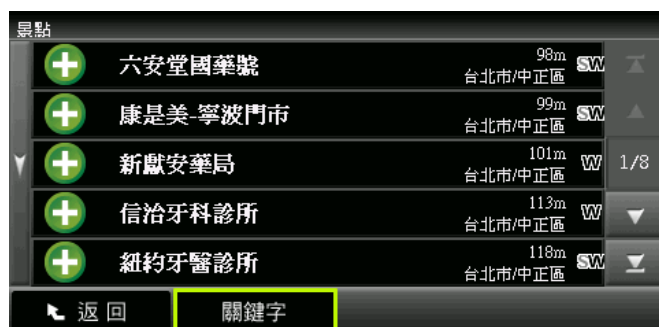 景點
六安堂國藥號
98m
台北市/中正區
SW
康是美-寧波門市
99m
台北市/中正區
SW
新獻安藥局
101m
台北市/中正區
W
1/8
信治牙科診所
113m
台北市/中正區
W
紐約牙醫診所
118m
台北市/中正區
SW
返回
關鍵字